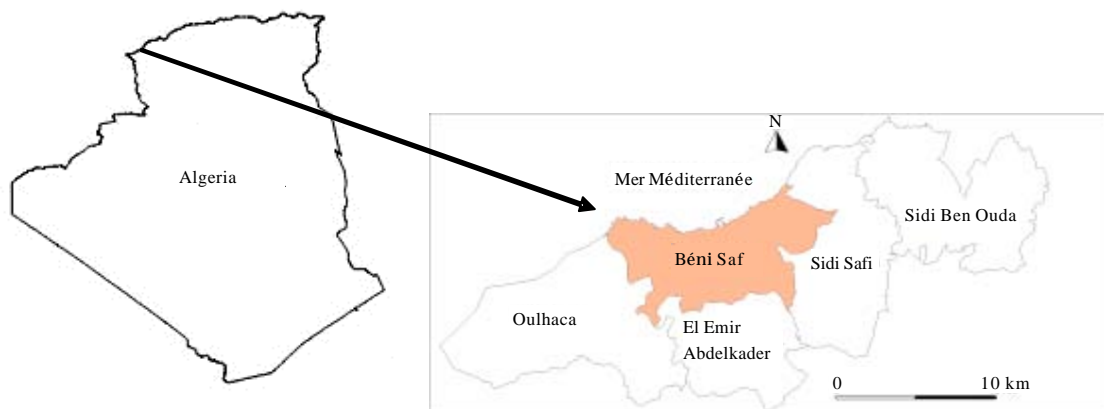 Algeria
N
Mer Méditerranée
Sidi Ben Ouda
Béni Saf
Sidi Safi
Oulhaca
El Emir
Abdelkader
0 10 km